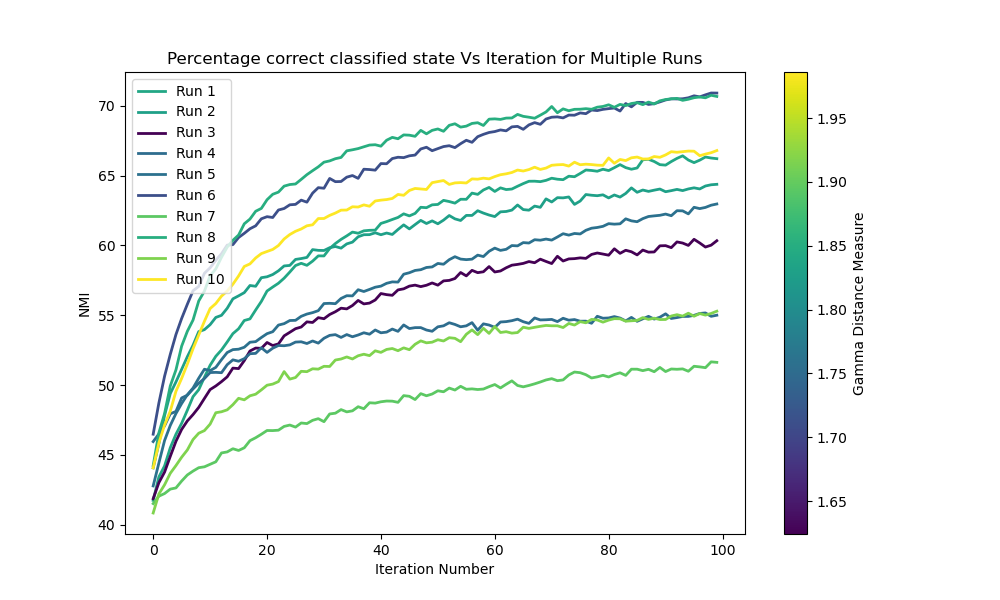 Percentage correct classified state Vs Iteration for Multiple Runs
NMI
70
65
60
55
50
45
40
Run 1
Run 2
Run 3
Run 4
Run 5
Run 6
Run 7
Run 8
Run 9
Run 10
0 20 40 60 80 100
Iteration Number
1.95
1.90
1.85
1.80
1.75
1.70
1.65
Gamma Distance Measure